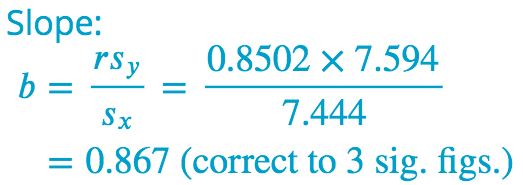 Slope:
b = rs_y / s_x = 0.8502 × 7.594 / 7.444
= 0.867 (correct to 3 sig. figs.)